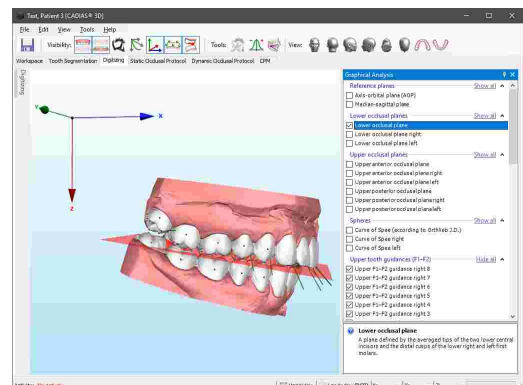 Test, Patient 3 [CADIAS® 3D]
File Edit View Tools Help
Visibility: Tools: View:
Workspace Tooth Segmentation Digitizing Static Occlusal Protocol Dynamic Occlusal Protocol CPM
Digitizing
Y
X
Z
Graphical Analysis
Reference planes Show all
Axis-orbital plane (AOP)
Median-sagittal plane
Lower occlusal planes Show all
Lower occlusal plane
Lower occlusal plane right
Lower occlusal plane left
Upper occlusal planes Show all
Upper anterior occlusal plane
Upper anterior occlusal plane right
Upper anterior occlusal plane left
Upper posterior occlusal plane
Upper posterior occlusal plane right
Upper posterior occlusal plane left
Spheres Show all
Curve of Spee (according to Orthlieb J.D.)
Curve of Spee right
Curve of Spee left
Upper tooth guidances (F1-F2) Hide all
Upper F1-F2 guidance right 8
Upper F1-F2 guidance right 7
Upper F1-F2 guidance right 6
Upper F1-F2 guidance right 5
Upper F1-F2 guidance right 4
Upper F1-F2 guidance right 3
Lower occlusal plane
A plane defined by the averaged tips of the two lower central
incisors and the distal cusps of the lower right and left first
molars.